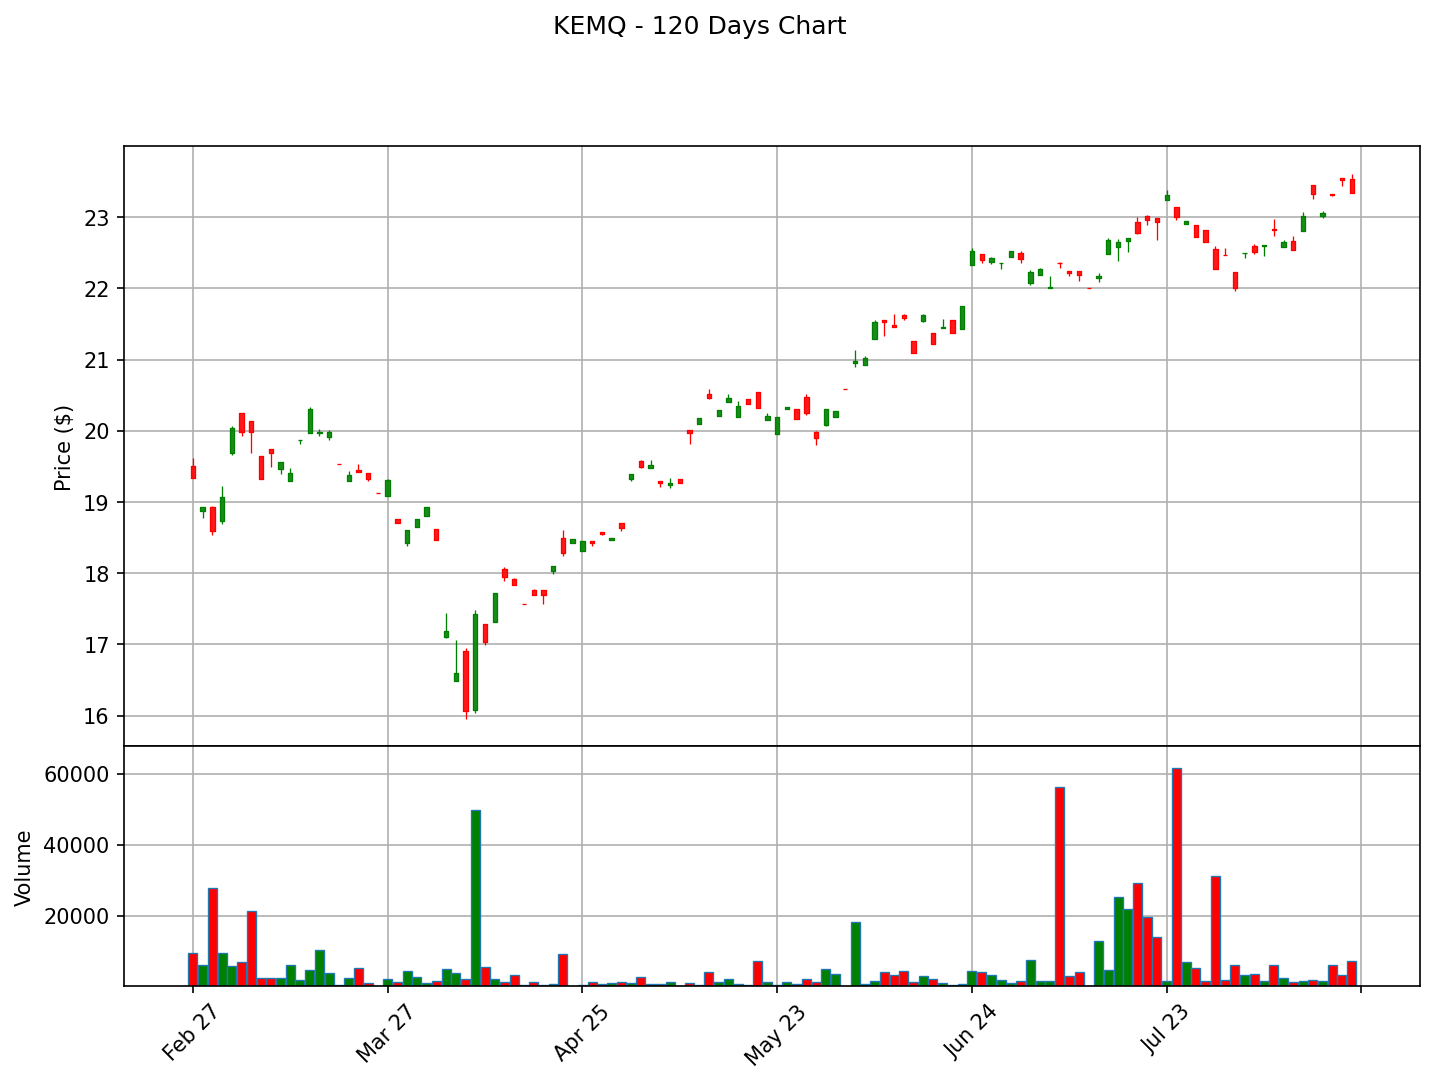 KEMQ - 120 Days Chart
Price ($)
23
22
21
20
19
18
17
16
Volume
60000
40000
20000
Feb 27
Mar 27
Apr 25
May 23
Jun 24
Jul 23